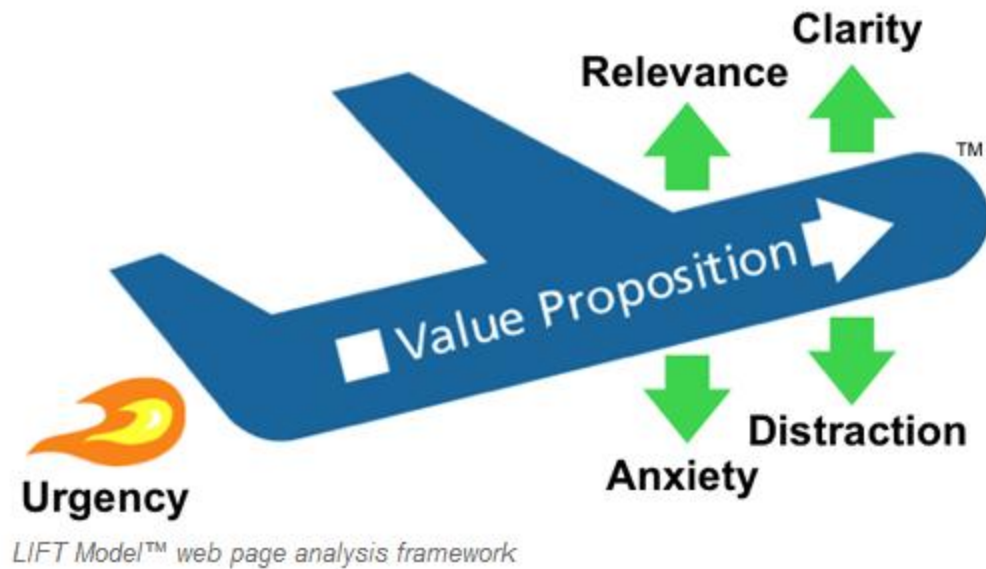 Clarity
Relevance
TM
Value Proposition
Distraction
Anxiety
Urgency
LIFT Model™ web page analysis framework